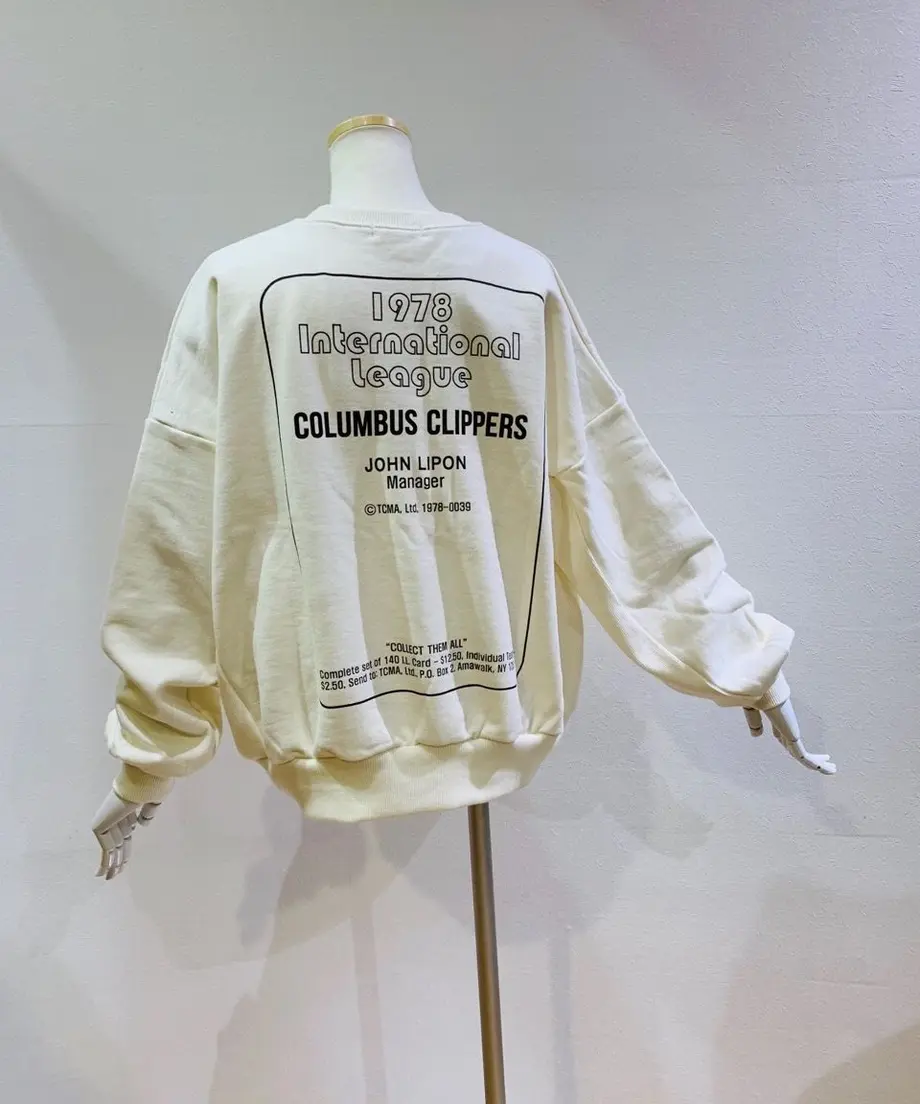 1978
International
League
COLUMBUS CLIPPERS
JOHN LIPON
Manager
©TCMA, Ltd. 1978-0039
"COLLECT THEM ALL"
Complete set of 140 I.L. Card - $12.50, Individual
$2.50. Send to: TCMA, Ltd., P.O. Box 2, Amawalk, NY